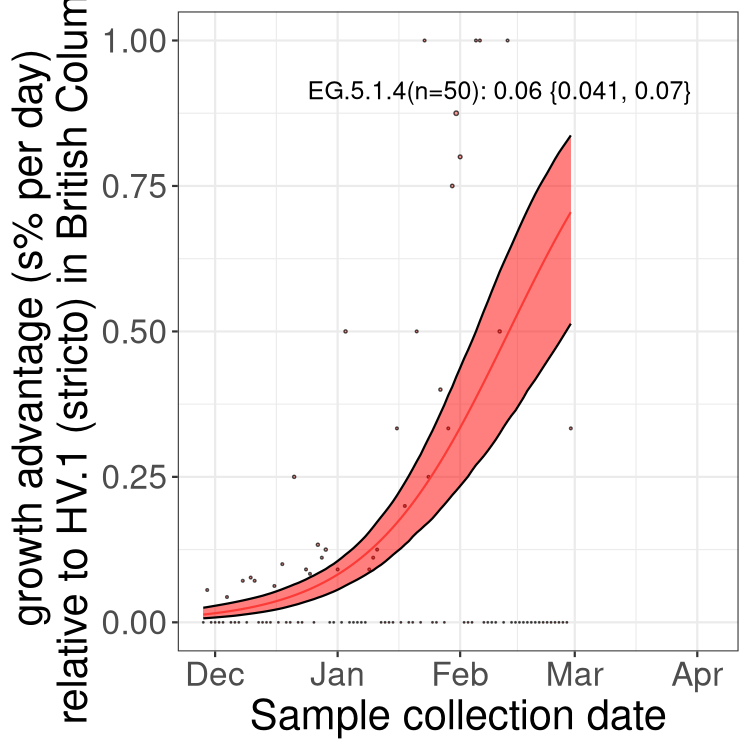 growth advantage (s% per day)
relative to HV.1 (stricto) in British Colum
1.00
0.75
0.50
0.25
0.00
EG.5.1.4(n=50): 0.06 {0.041, 0.07}
Dec Jan Feb Mar Apr
Sample collection date